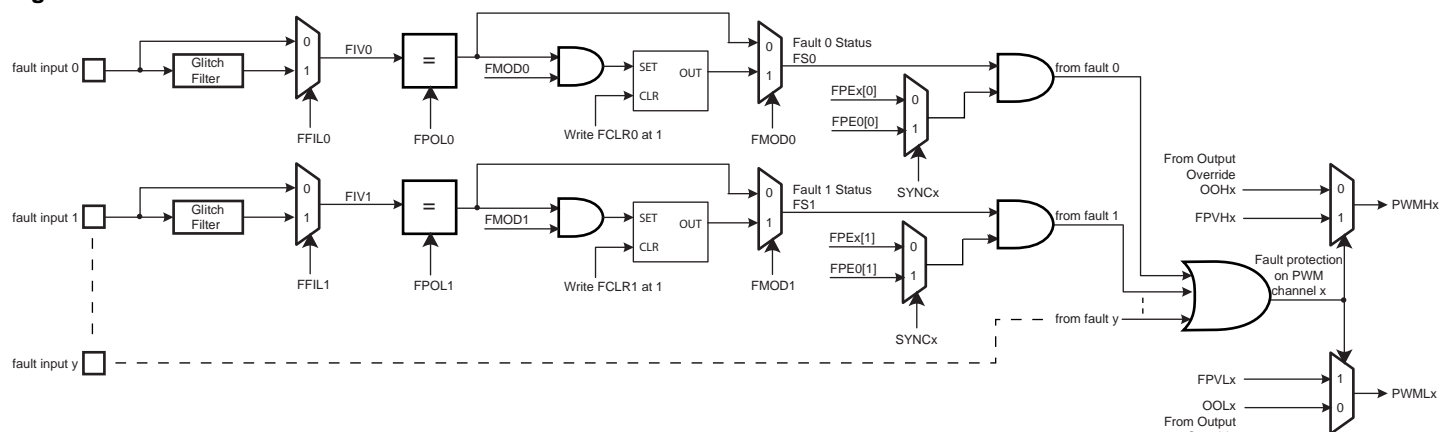 fault input 0
Glitch
Filter
0
1
FFIL0
FIV0
=
FPOL0
FMOD0
SET
OUT
CLR
Write FCLR0 at 1
0
1
FMOD0
Fault 0 Status
FS0
FPEx[0]
FPE0[0]
0
1
SYNCx
from fault 0
fault input 1
Glitch
Filter
0
1
FFIL1
FIV1
=
FPOL1
FMOD1
SET
OUT
CLR
Write FCLR1 at 1
0
1
FMOD1
Fault 1 Status
FS1
FPEx[1]
FPE0[1]
0
1
SYNCx
from fault 1
fault input y
from fault y
Fault protection
on PWM
channel x
From Output
Override
OOHx
FPVHx
0
1
PWMHx
FPVLx
OOLx
From Output
1
0
PWMLx